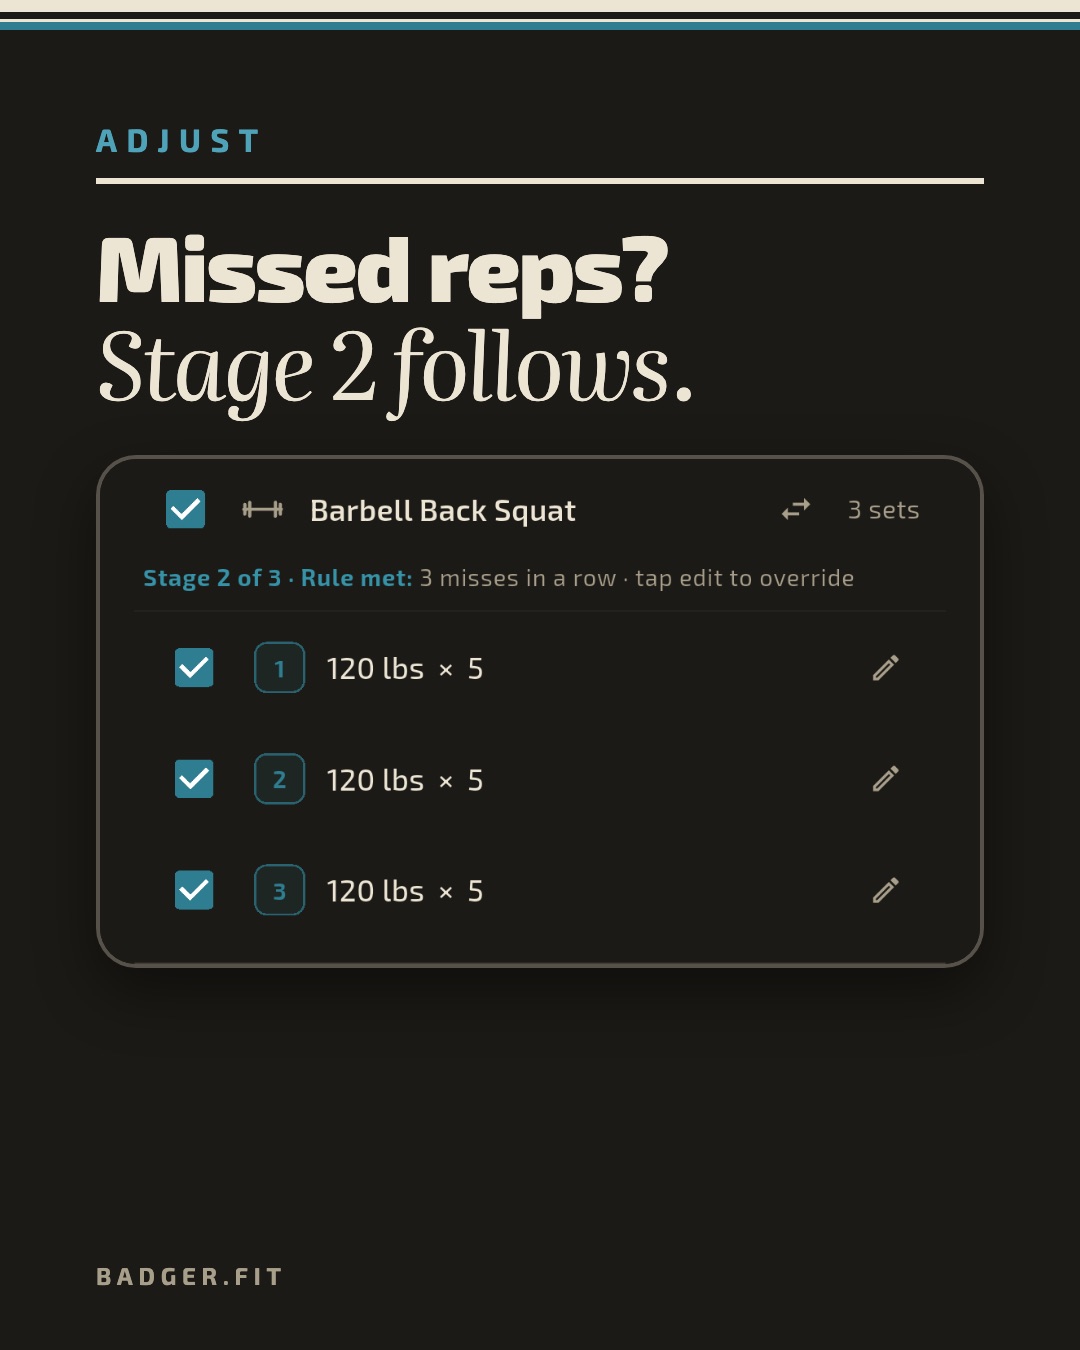 ADJUST
Missed reps?
Stage 2 follows.
Barbell Back Squat 3 sets
Stage 2 of 3 · Rule met: 3 misses in a row · tap edit to override
1 120 lbs × 5
2 120 lbs × 5
3 120 lbs × 5
BADGER.FIT